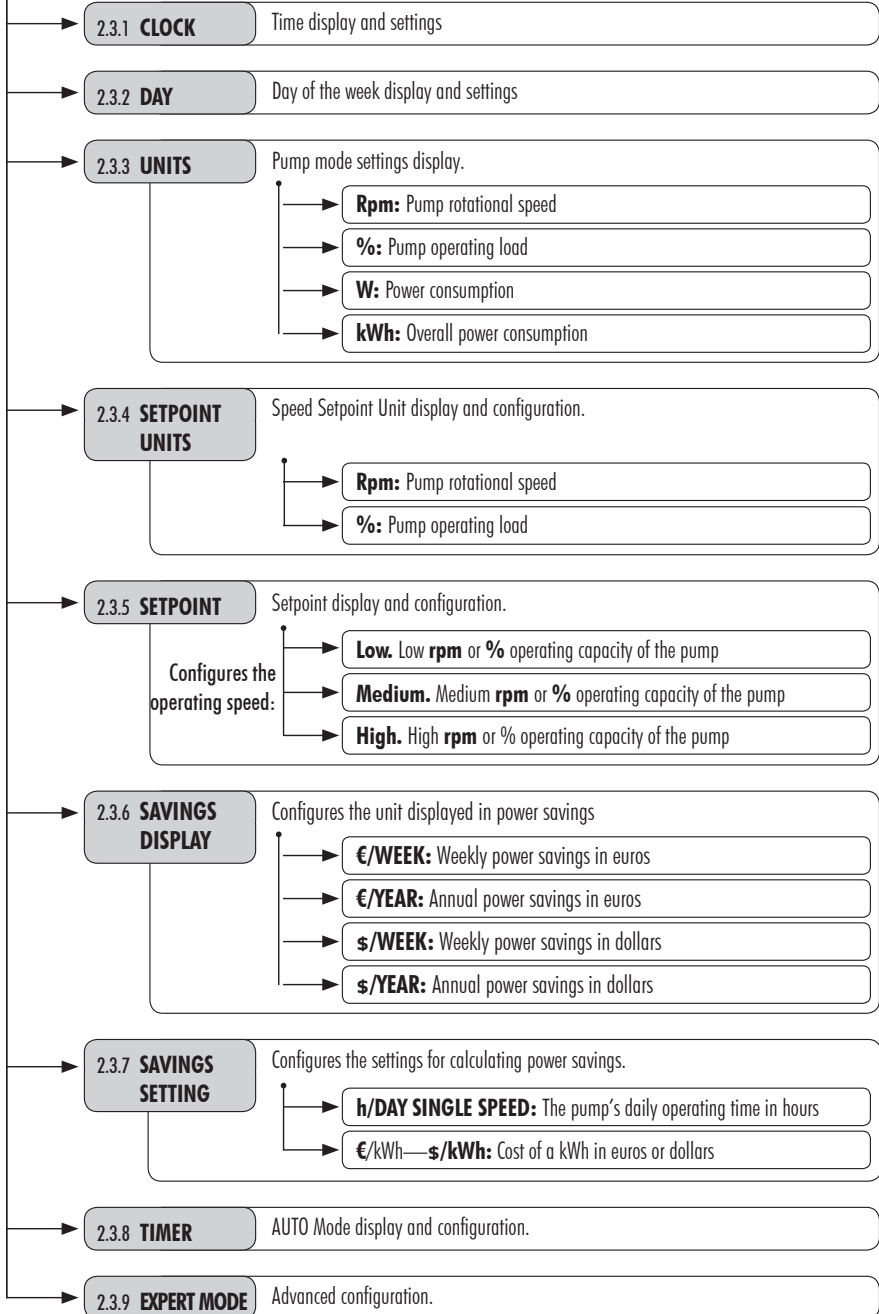 2.3.1 CLOCK Time display and settings
2.3.2 DAY Day of the week display and settings
2.3.3 UNITS Pump mode settings display.
Rpm: Pump rotational speed
%: Pump operating load
W: Power consumption
kWh: Overall power consumption
2.3.4 SETPOINT UNITS Speed Setpoint Unit display and configuration.
Rpm: Pump rotational speed
%: Pump operating load
2.3.5 SETPOINT Setpoint display and configuration.
Configures the operating speed:
Low. Low rpm or % operating capacity of the pump
Medium. Medium rpm or % operating capacity of the pump
High. High rpm or % operating capacity of the pump
2.3.6 SAVINGS DISPLAY Configures the unit displayed in power savings
€/WEEK: Weekly power savings in euros
€/YEAR: Annual power savings in euros
$/WEEK: Weekly power savings in dollars
$/YEAR: Annual power savings in dollars
2.3.7 SAVINGS SETTING Configures the settings for calculating power savings.
h/DAY SINGLE SPEED: The pump's daily operating time in hours
€/kWh—$/kWh: Cost of a kWh in euros or dollars
2.3.8 TIMER AUTO Mode display and configuration.
2.3.9 EXPERT MODE Advanced configuration.